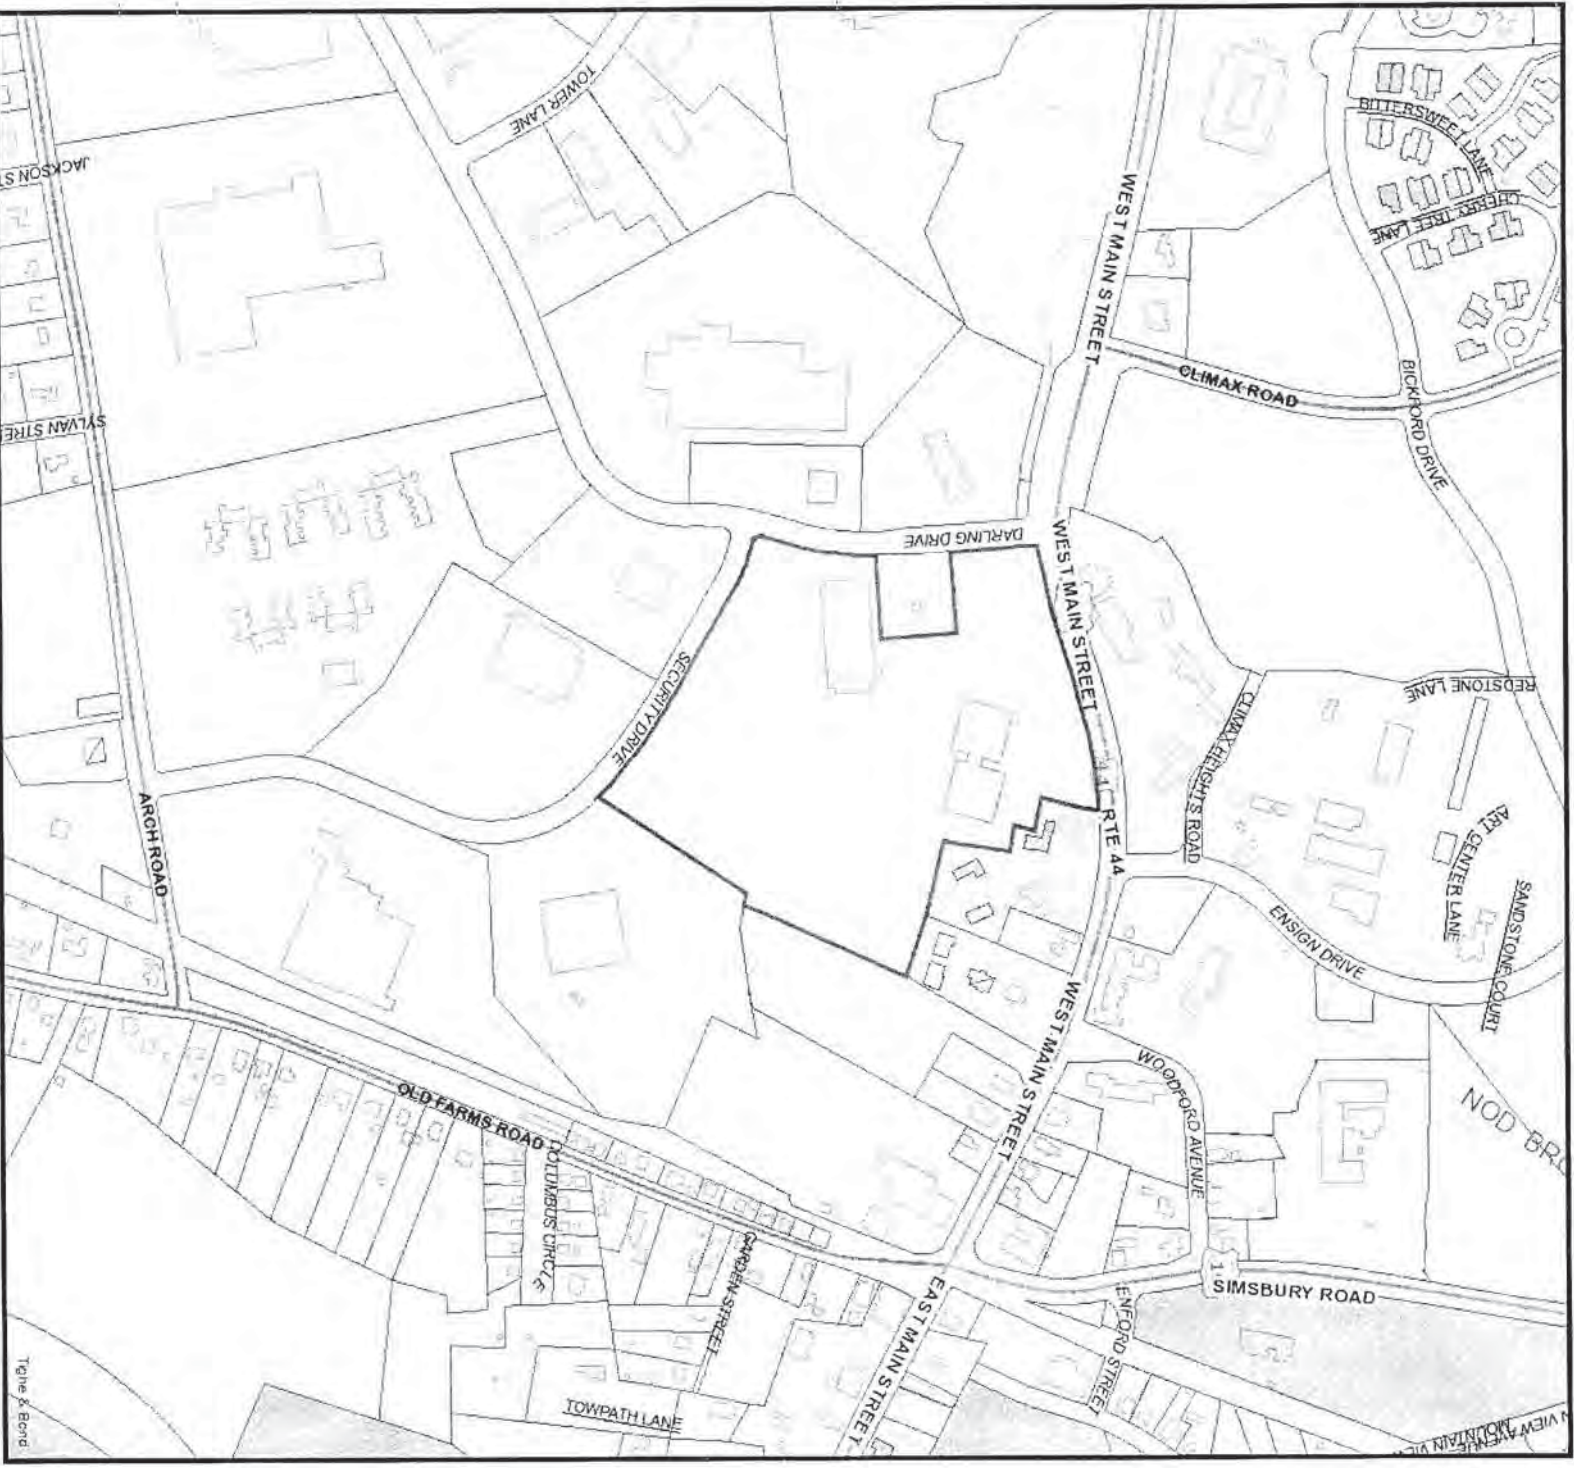 TOWER LANE
JACKSON ST
BITTERSWEET LANE
CHERRY TREE LANE
WEST MAIN STREET
CLIMAX ROAD
BICKFORD DRIVE
SYLVAN STREE
DARLING DRIVE
WEST MAIN STREET
SECURITY DRIVE
REDSTONE LANE
CLIMAX HEIGHTS ROAD
RTE 44
ARCH ROAD
ART CENTER LANE
SANDSTONE COURT
ENSIGN DRIVE
WEST MAIN STREET
WOODFORD AVENUE
NOD BRO
OLD FARMS ROAD
COLUMBUS CIRCLE
GARDEN STREET
SIMSBURY ROAD
EAST MAIN STREET
ENFORD STREET
TOWPATH LANE
N VIEW AVENUE
MOUNTAIN VIEW
Tighe & Bond